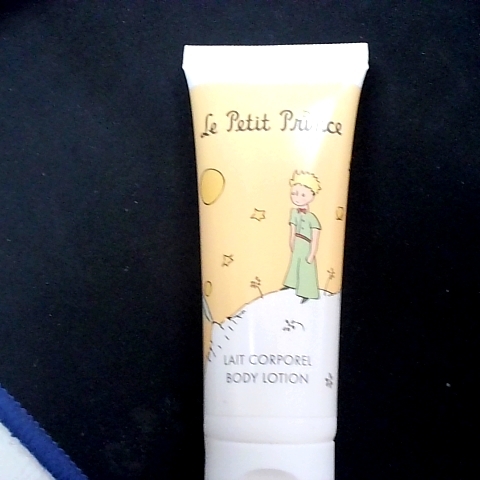 Le Petit Prince
LAIT CORPOREL
BODY LOTION